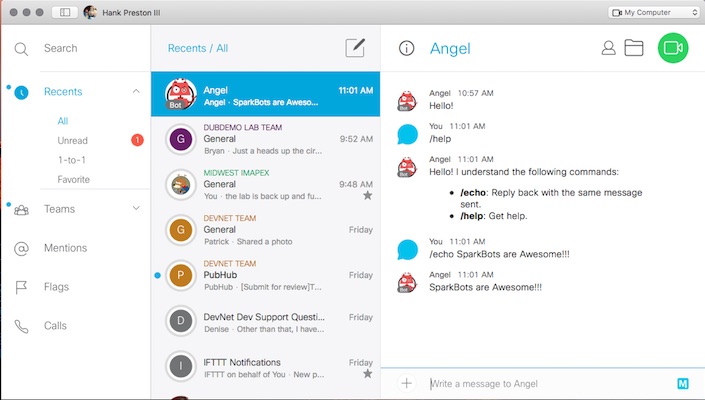 Hank Preston III
My Computer
Search
Recents
All
Unread
1
1-to-1
Favorite
Teams
Mentions
Flags
Calls
Recents / All
Angel
11:01 AM
Angel · SparkBots are Aweso...
Bot
DUBDEMO LAB TEAM
G
General
9:52 AM
Bryan · Just a heads up the cir...
MIDWEST IMAPEX
General
9:48 AM
You · the lab is back up and fu...
DEVNET TEAM
G
General
Friday
Patrick · Shared a photo
DEVNET TEAM
P
PubHub
Friday
PubHub · [Submit for review]T...
D
DevNet Dev Support Questi...
Friday
Denise · Other than that, I have...
I
IFTTT Notifications
Friday
IFTTT on behalf of You · New p...
Angel
Angel 10:57 AM
Hello!
Bot
You 11:01 AM
/help
Angel 11:01 AM
Hello! I understand the following commands:
Bot
• /echo: Reply back with the same message
sent.
• /help: Get help.
You 11:01 AM
/echo SparkBots are Awesome!!!
Angel 11:01 AM
SparkBots are Awesome!!!
Bot
Write a message to Angel
M